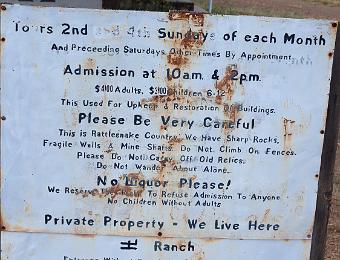 Tours 2nd and 4th Sundays of each Month
And Preceeding Saturdays Other Times By Appointment
Month
Admission at 10am. & 2pm.
$4.00 Adults, $2.00 Children 6-12
This Used For Upkeep & Restoration Of Buildings.
Please Be Very Careful
This is Rattlesnake Country. We Have Sharp Rocks,
Fragile Walls & Mine Shafts. Do Not Climb On Fences.
Please Do Not Carry Off Old Relics.
Do Not Wander About Alone.
No Liquor Please!
We Reserve The Right To Refuse Admission To Anyone
No Children Without Adults
Private Property - We Live Here
Ranch